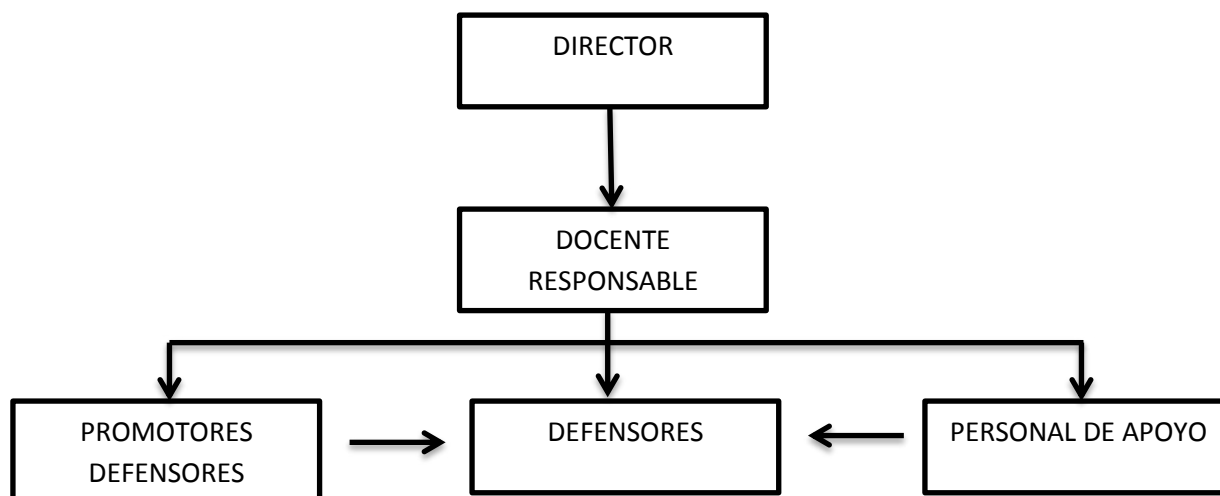 DIRECTOR
DOCENTE
RESPONSABLE
PROMOTORES
DEFENSORES
DEFENSORES
PERSONAL DE APOYO